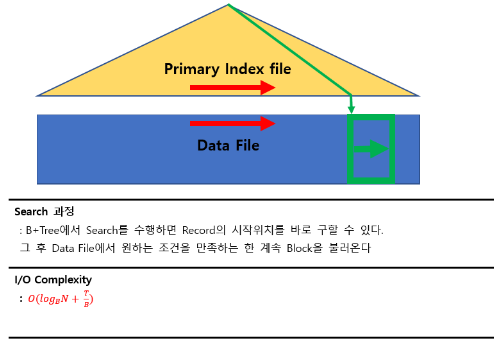 Primary Index file
Data File
Search 과정
: B+Tree에서 Search를 수행하면 Record의 시작위치를 바로 구할 수 있다.
그 후 Data File에서 원하는 조건을 만족하는 한 계속 Block을 불러온다
I/O Complexity
: O(log_B N + T/B)